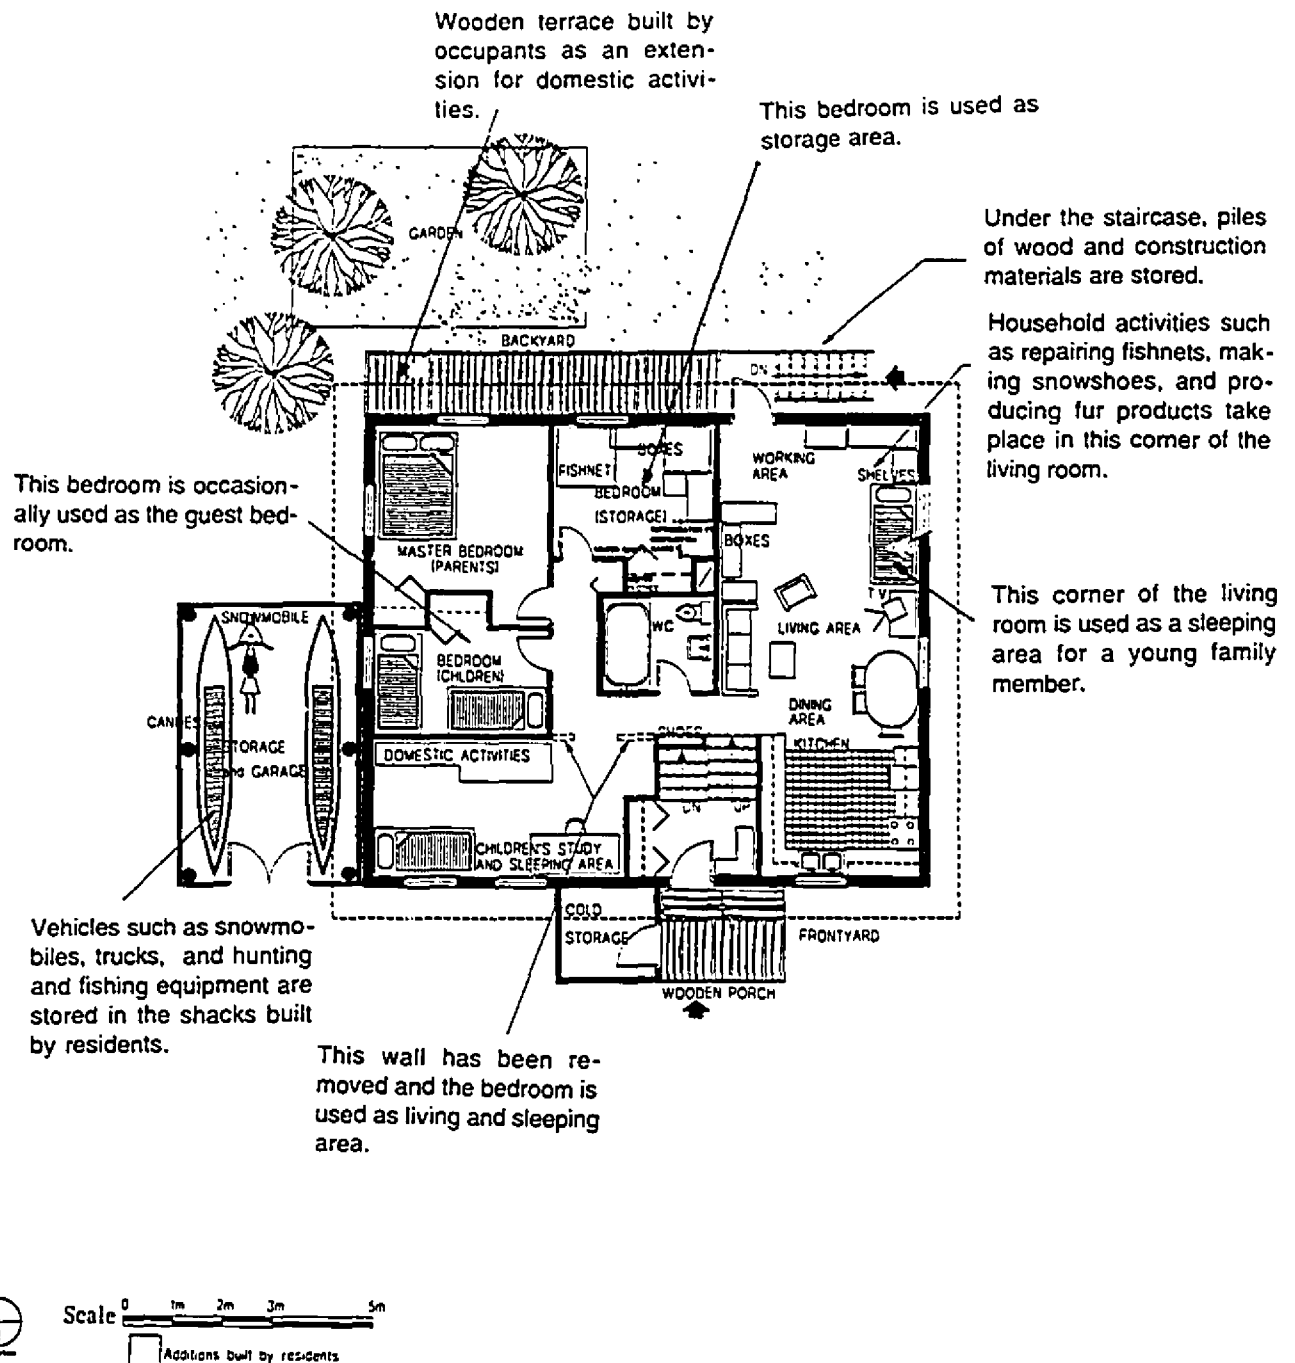 Wooden terrace built by
occupants as an exten-
sion for domestic activi-
ties.
This bedroom is used as
storage area.
Under the staircase, piles
of wood and construction
materials are stored.
Household activities such
as repairing fishnets, mak-
ing snowshoes, and pro-
ducing fur products take
place in this corner of the
living room.
This corner of the living
room is used as a sleeping
area for a young family
member.
This bedroom is occasion-
ally used as the guest bed-
room.
Vehicles such as snowmo-
biles, trucks, and hunting
and fishing equipment are
stored in the shacks built
by residents.
This wall has been re-
moved and the bedroom is
used as living and sleeping
area.
GARDEN
BACKYARD
DN
FISHNET
BOXES
BEDROOM
[STORAGE]
WORKING
AREA
SHELVES
BOXES
MASTER BEDROOM
[PARENTS]
T V
LIVING AREA
WC
BEDROOM
[CHILDREN]
SNOWMOBILE
CANOES
STORAGE
and GARAGE
DINING
AREA
KITCHEN
DOMESTIC ACTIVITIES
DN
UP
CHILDREN'S STUDY
AND SLEEPING AREA
COLD
STORAGE
FRONTYARD
WOODEN PORCH
Scale
0 1m 2m 3m 5m
Additions built by residents